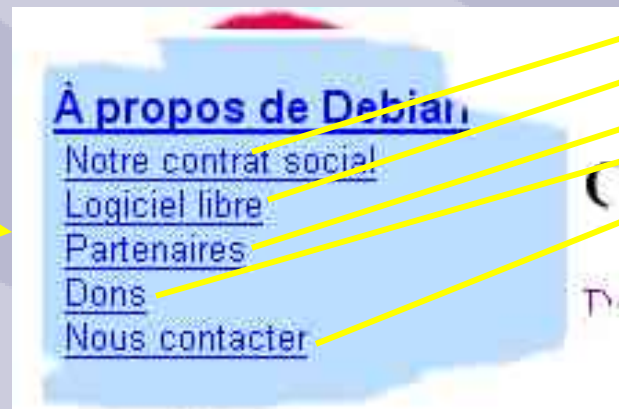 À propos de Debian
Notre contrat social
Logiciel libre
Partenaires
Dons
Nous contacter